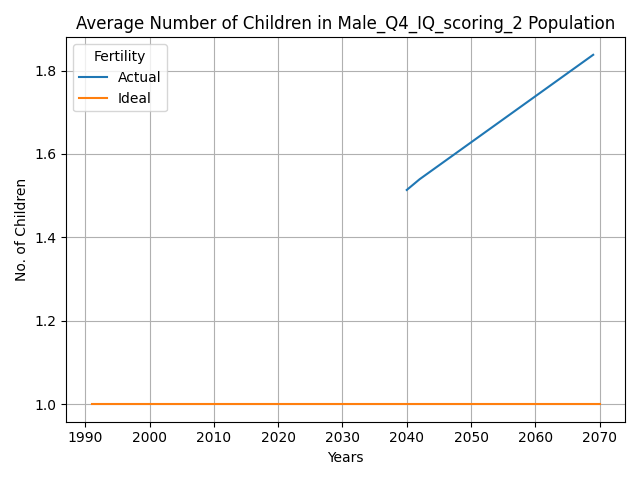 Average Number of Children in Male_Q4_IQ_scoring_2 Population
Fertility
Actual
Ideal
No. of Children
1.8
1.6
1.4
1.2
1.0
1990 2000 2010 2020 2030 2040 2050 2060 2070
Years